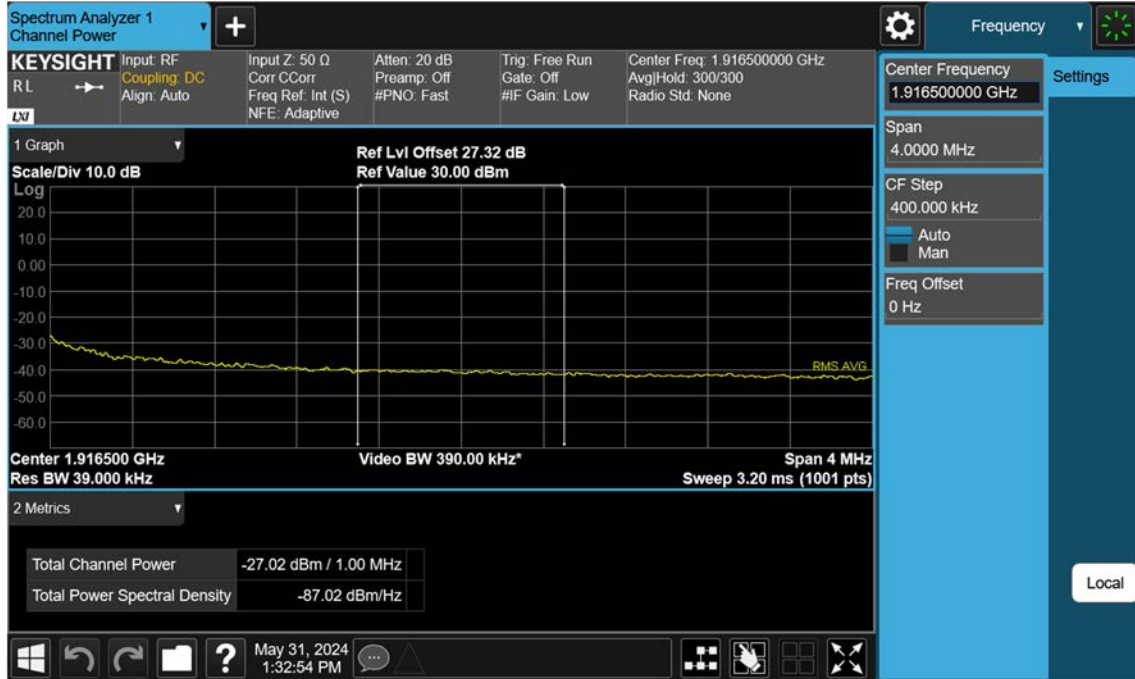 Spectrum Analyzer 1
Channel Power
Frequency
KEYSIGHT
R L
LXI
Input: RF
Coupling: DC
Align: Auto
Input Z: 50 Ω
Corr CCorr
Freq Ref: Int (S)
NFE: Adaptive
Atten: 20 dB
Preamp: Off
#PNO: Fast
Trig: Free Run
Gate: Off
#IF Gain: Low
Center Freq: 1.916500000 GHz
Avg|Hold: 300/300
Radio Std: None
Center Frequency
1.916500000 GHz
Settings
Span
4.0000 MHz
CF Step
400.000 kHz
Auto
Man
Freq Offset
0 Hz
Local
1 Graph
Scale/Div 10.0 dB
Ref Lvl Offset 27.32 dB
Ref Value 30.00 dBm
Log
20.0
10.0
0.00
-10.0
-20.0
-30.0
-40.0
-50.0
-60.0
RMS AVG
Center 1.916500 GHz
Res BW 39.000 kHz
Video BW 390.00 kHz*
Span 4 MHz
Sweep 3.20 ms (1001 pts)
2 Metrics
Total Channel Power -27.02 dBm / 1.00 MHz
Total Power Spectral Density -87.02 dBm/Hz
?
May 31, 2024
1:32:54 PM